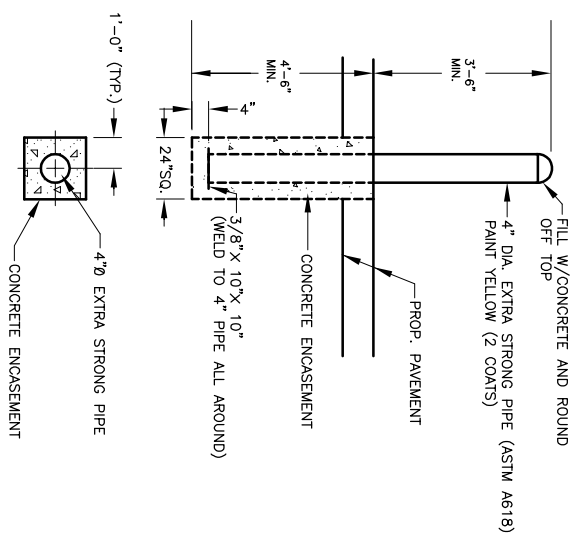 FILL W/CONCRETE AND ROUND
OFF TOP
4" DIA. EXTRA STRONG PIPE (ASTM A618)
PAINT YELLOW (2 COATS)
3'-6"
MIN.
PROP. PAVEMENT
4'-6"
MIN.
CONCRETE ENCASEMENT
4"
3/8" X 10" X 10"
(WELD TO 4" PIPE ALL AROUND)
24"SQ.
1'-0" (TYP.)
4"Ø EXTRA STRONG PIPE
CONCRETE ENCASEMENT